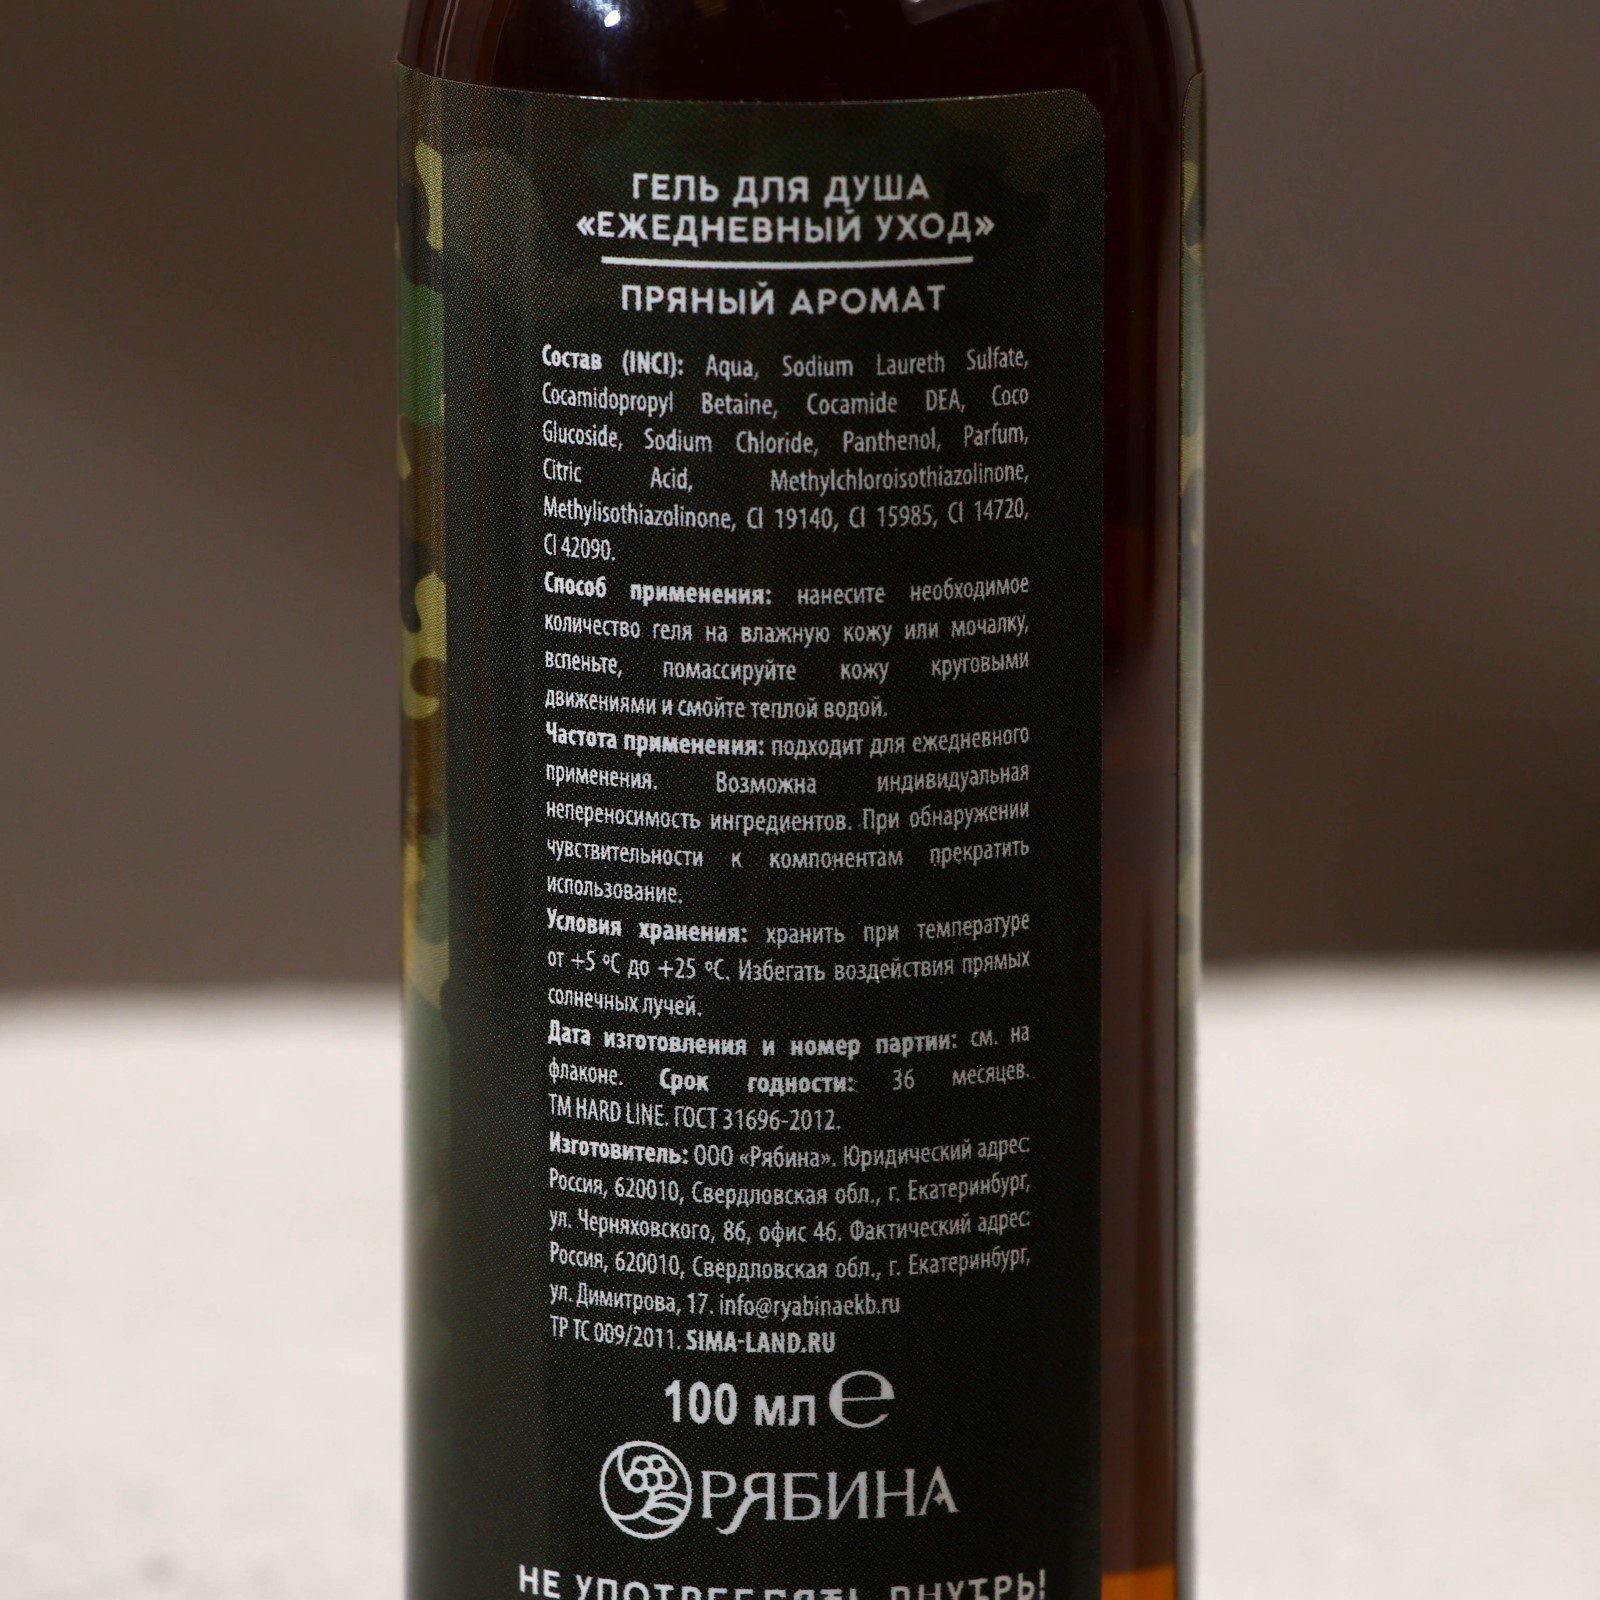 ГЕЛЬ ДЛЯ ДУША
«ЕЖЕДНЕВНЫЙ УХОД»
ПРЯНЫЙ АРОМАТ
Состав (INCI): Aqua, Sodium Laureth Sulfate,
Cocamidopropyl Betaine, Cocamide DEA, Coco
Glucoside, Sodium Chloride, Panthenol, Parfum,
Citric Acid, Methylchloroisothiazolinone,
Methylisothiazolinone, CI 19140, CI 15985, CI 14720,
CI 42090.
Способ применения: нанесите необходимое
количество геля на влажную кожу или мочалку,
вспеньте, помассируйте кожу круговыми
движениями и смойте теплой водой.
Частота применения: подходит для ежедневного
применения. Возможна индивидуальная
непереносимость ингредиентов. При обнаружении
чувствительности к компонентам прекратить
использование.
Условия хранения: хранить при температуре
от +5 °C до +25 °C. Избегать воздействия прямых
солнечных лучей.
Дата изготовления и номер партии: см. на
флаконе. Срок годности: 36 месяцев.
ТМ HARD LINE. ГОСТ 31696-2012.
Изготовитель: ООО «Рябина». Юридический адрес:
Россия, 620010, Свердловская обл., г. Екатеринбург,
ул. Черняховского, 86, офис 46. Фактический адрес:
Россия, 620010, Свердловская обл., г. Екатеринбург,
ул. Димитрова, 17. info@ryabinaekb.ru
ТР ТС 009/2011. SIMA-LAND.RU
100 мл ℮
РЯБИНА
НЕ УПОТРЕБЛЯТЬ ВНУТРЬ!